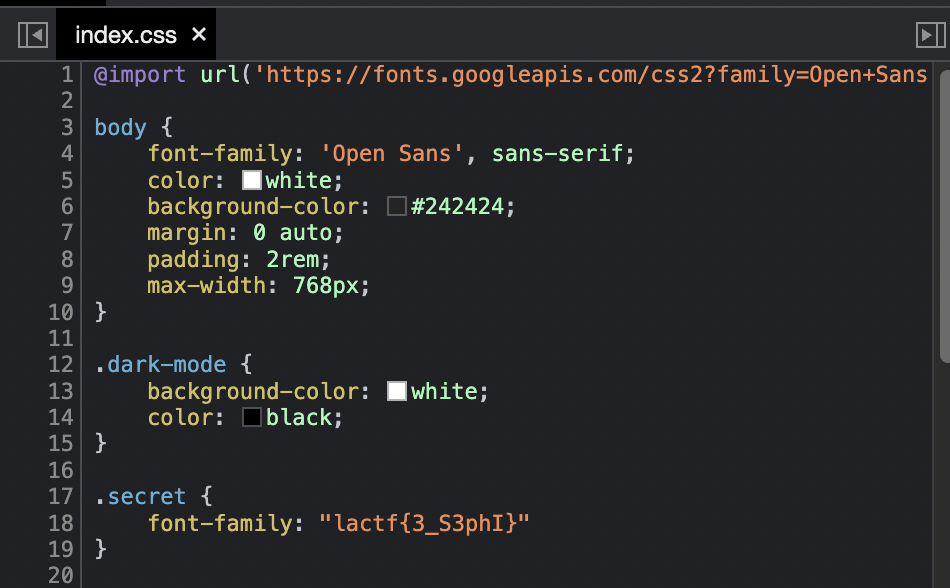 index.css ×
1 @import url('https://fonts.googleapis.com/css2?family=Open+Sans
2
3 body {
4     font-family: 'Open Sans', sans-serif;
5     color: white;
6     background-color: #242424;
7     margin: 0 auto;
8     padding: 2rem;
9     max-width: 768px;
10 }
11
12 .dark-mode {
13     background-color: white;
14     color: black;
15 }
16
17 .secret {
18     font-family: "lactf{3_S3phI}"
19 }
20